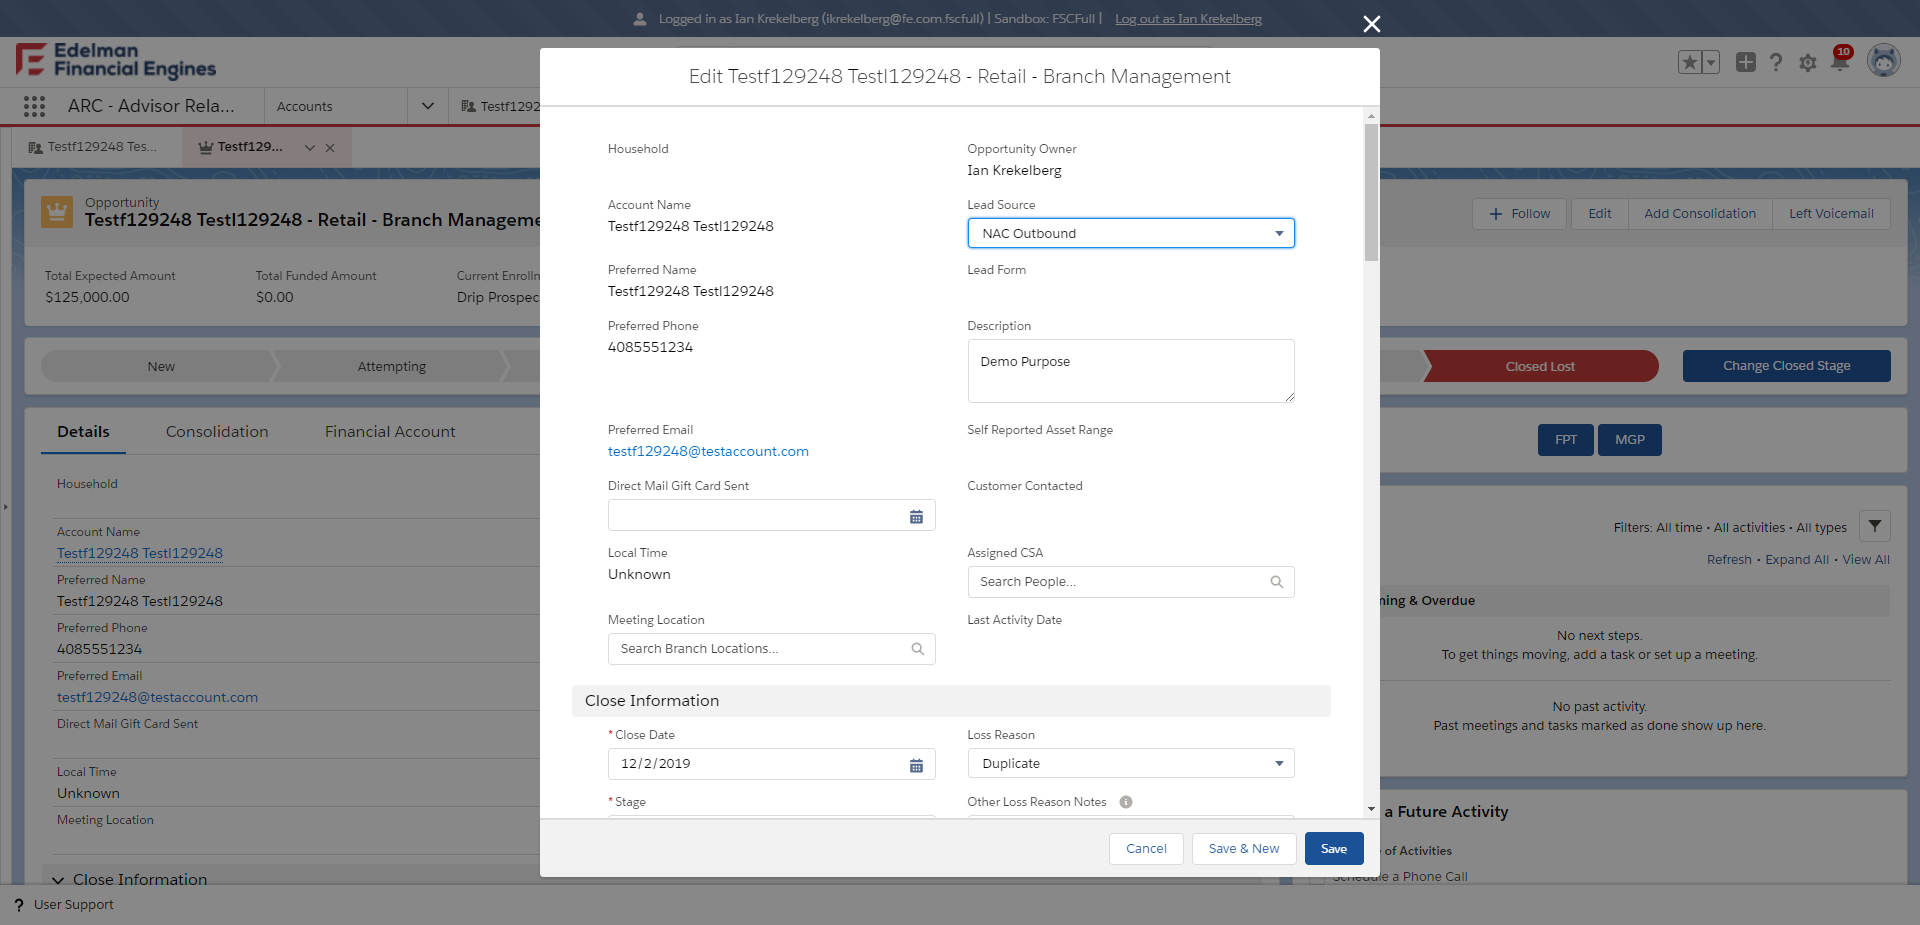 Logged in as Ian Krekelberg (ikrekelberg@fe.com.fscfull) | Sandbox: FSCFull | Log out as Ian Krekelberg
Edelman
Financial Engines
10
ARC - Advisor Rela...
Accounts
Testf1292
Testf129248 Tes...
Testf129...
Opportunity
Testf129248 Testl129248 - Retail - Branch Manageme
Follow
Edit
Add Consolidation
Left Voicemail
Total Expected Amount
$125,000.00
Total Funded Amount
$0.00
Current Enrolln
Drip Prospec
New
Attempting
Closed Lost
Change Closed Stage
Details
Consolidation
Financial Account
FPT
MGP
Household
Account Name
Testf129248 Testl129248
Preferred Name
Testf129248 Testl129248
Preferred Phone
4085551234
Preferred Email
testf129248@testaccount.com
Direct Mail Gift Card Sent
Local Time
Unknown
Meeting Location
Close Information
Edit Testf129248 Testl129248 - Retail - Branch Management
Household
Opportunity Owner
Ian Krekelberg
Account Name
Testf129248 Testl129248
Lead Source
NAC Outbound
Preferred Name
Testf129248 Testl129248
Lead Form
Preferred Phone
4085551234
Description
Demo Purpose
Preferred Email
testf129248@testaccount.com
Self Reported Asset Range
Direct Mail Gift Card Sent
Customer Contacted
Local Time
Unknown
Assigned CSA
Search People...
Meeting Location
Search Branch Locations...
Last Activity Date
Close Information
* Close Date
12/2/2019
Loss Reason
Duplicate
* Stage
Other Loss Reason Notes
Cancel
Save & New
Save
Filters: All time • All activities • All types
Refresh • Expand All • View All
ning & Overdue
No next steps.
To get things moving, add a task or set up a meeting.
No past activity.
Past meetings and tasks marked as done show up here.
a Future Activity
e of Activities
Schedule a Phone Call
? User Support